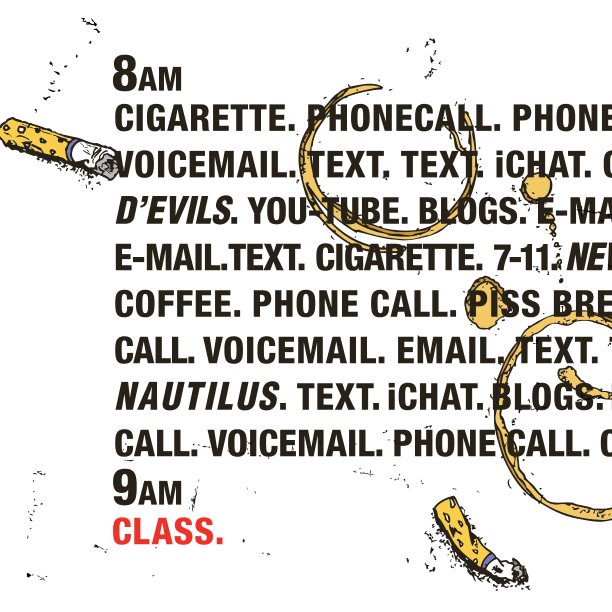 8AM
CIGARETTE. PHONECALL. PHONE
VOICEMAIL. TEXT. TEXT. iCHAT.
D'EVILS. YOU-TUBE. BLOGS. E-MA
E-MAIL.TEXT. CIGARETTE. 7-11. NE
COFFEE. PHONE CALL. PISS BRE
CALL. VOICEMAIL. EMAIL. TEXT.
NAUTILUS. TEXT. iCHAT. BLOGS.
CALL. VOICEMAIL. PHONE CALL.
9AM
CLASS.